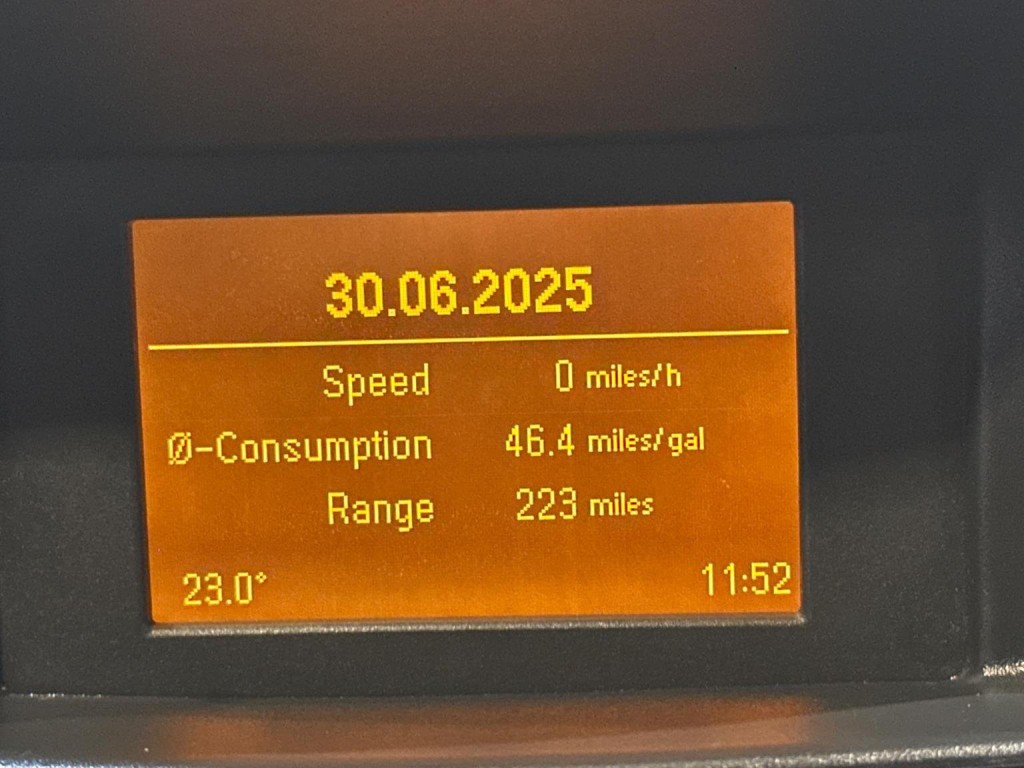 30.06.2025
Speed 0 miles/h
Ø-Consumption 46.4 miles/gal
Range 223 miles
23.0° 11:52